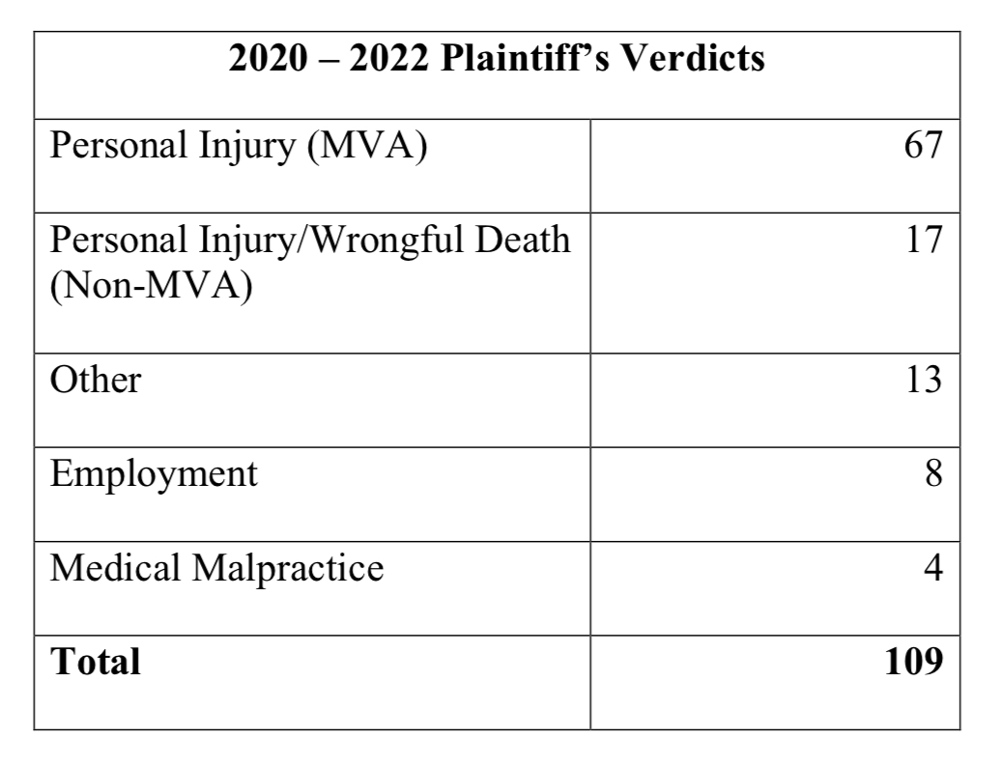 2020 – 2022 Plaintiff’s Verdicts
Personal Injury (MVA) 67
Personal Injury/Wrongful Death 17
(Non-MVA)
Other 13
Employment 8
Medical Malpractice 4
Total 109